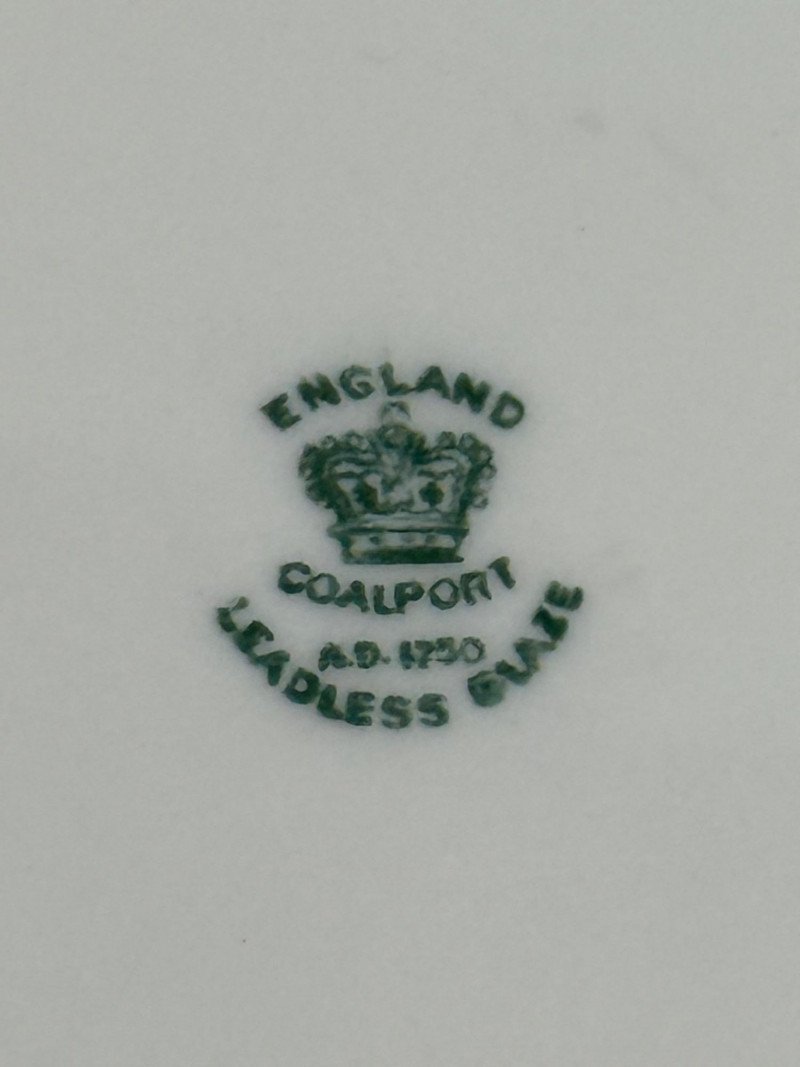 ENGLAND
COALPORT
A.D. 1750
LEADLESS GLAZE